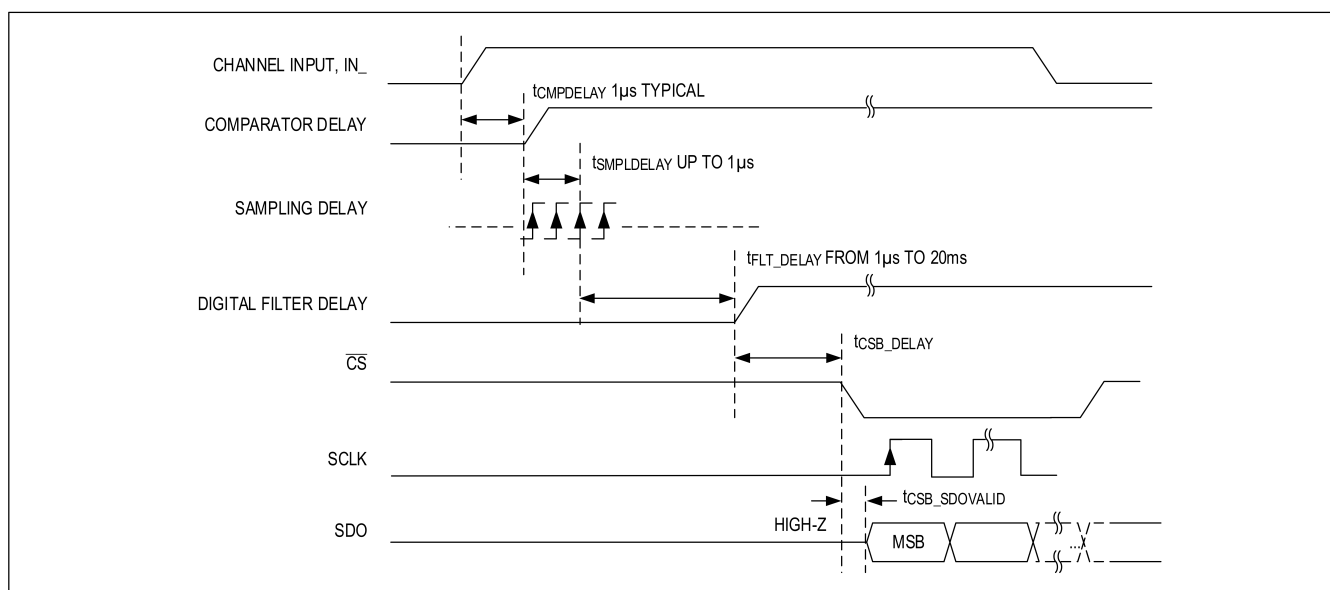 CHANNEL INPUT, IN_
tCMPDELAY 1µs TYPICAL
COMPARATOR DELAY
tSMPLDELAY UP TO 1µs
SAMPLING DELAY
tFLT_DELAY FROM 1µs TO 20ms
DIGITAL FILTER DELAY
tCSB_DELAY
CS
SCLK
tCSB_SDOVALID
HIGH-Z
SDO
MSB
...